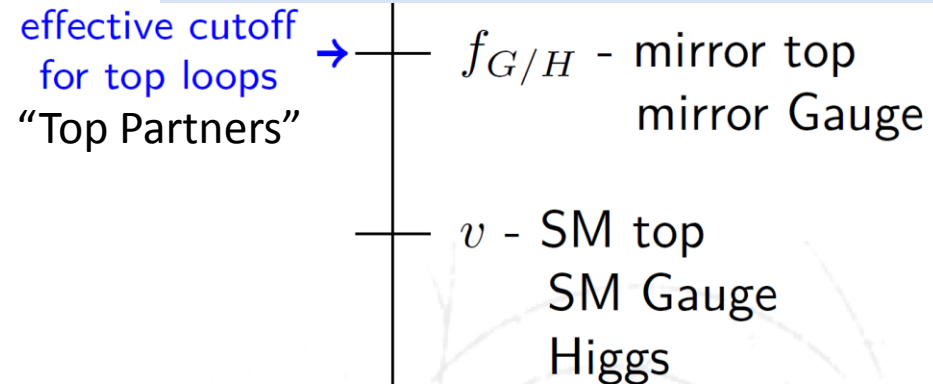 effective cutoff
for top loops
“Top Partners”
f_{G/H} - mirror top
mirror Gauge
v - SM top
SM Gauge
Higgs